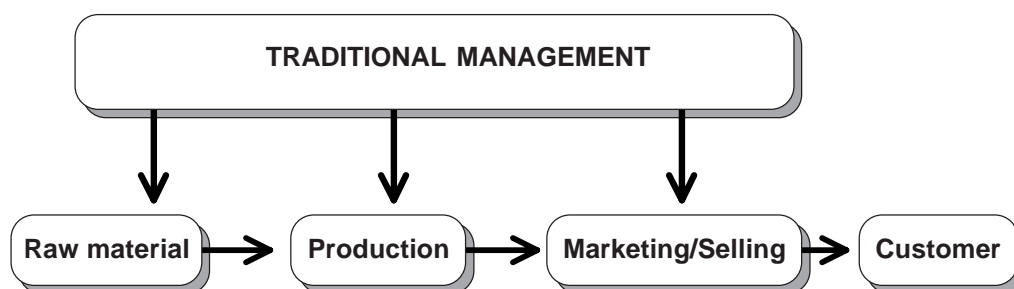 TRADITIONAL MANAGEMENT
Raw material
Production
Marketing/Selling
Customer